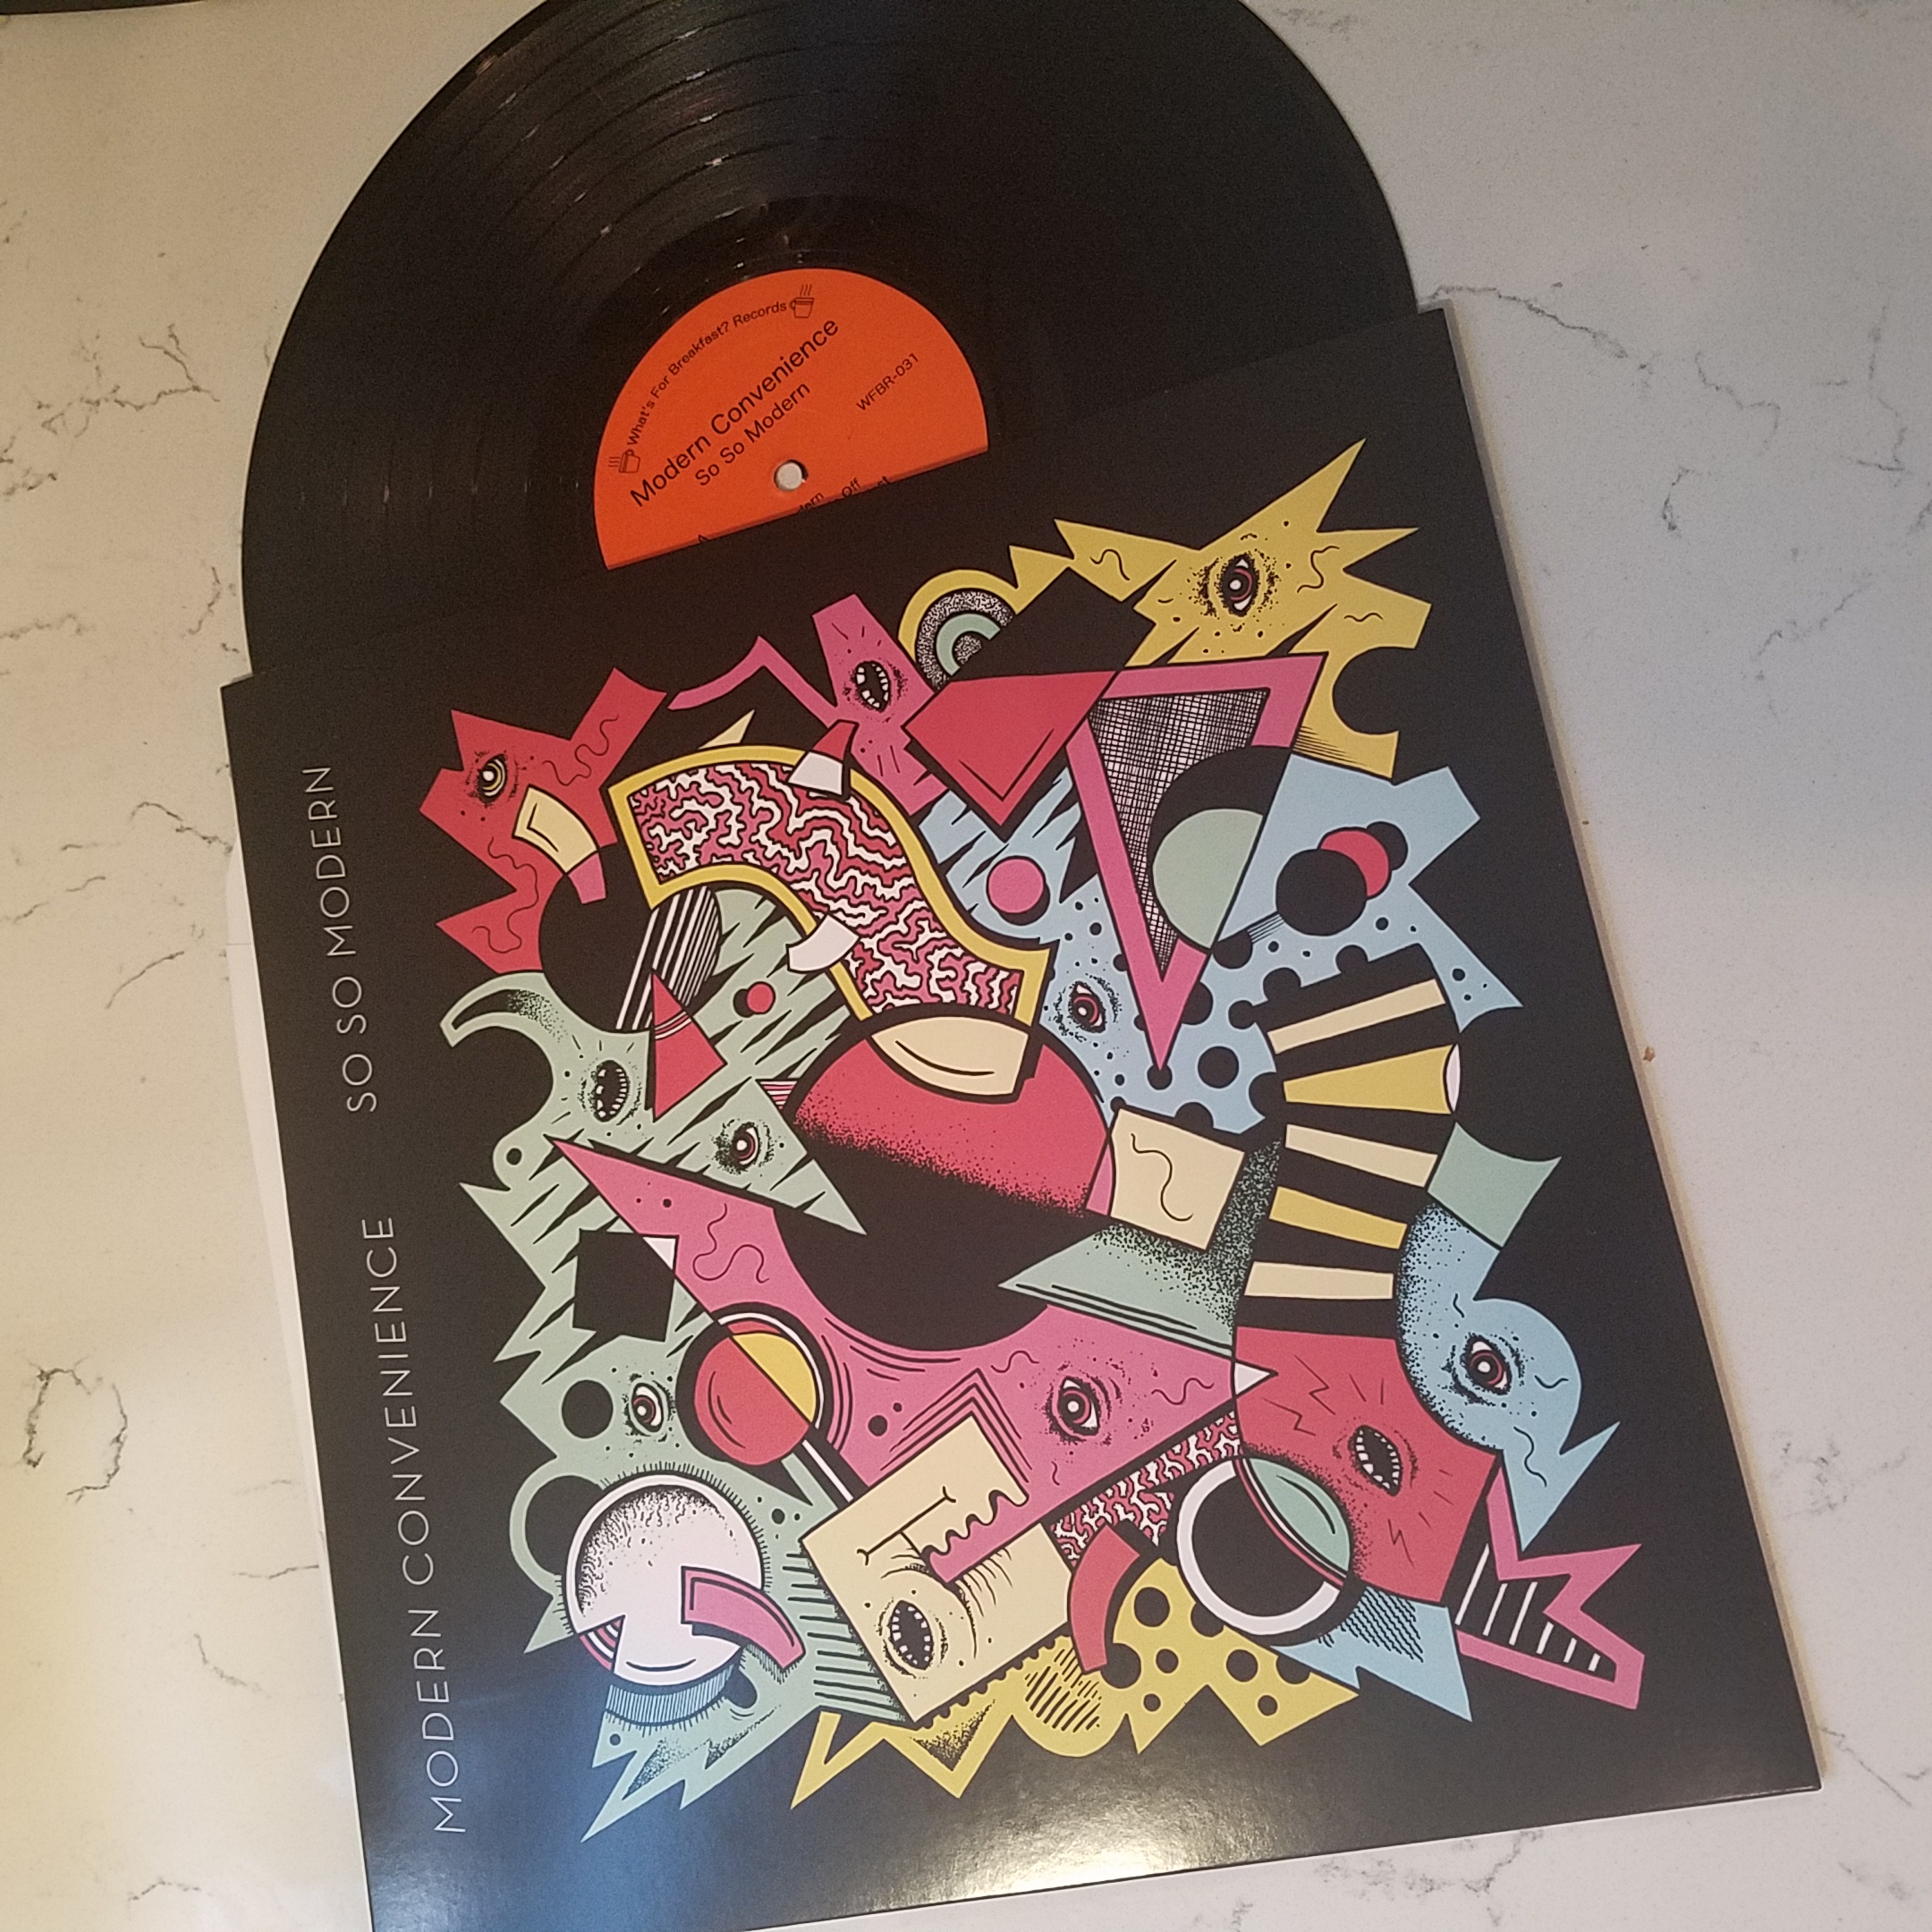 MODERN CONVENIENCE SO SO MODERN
What's For Breakfast? Records
Modern Convenience
So So Modern
WFBR-031